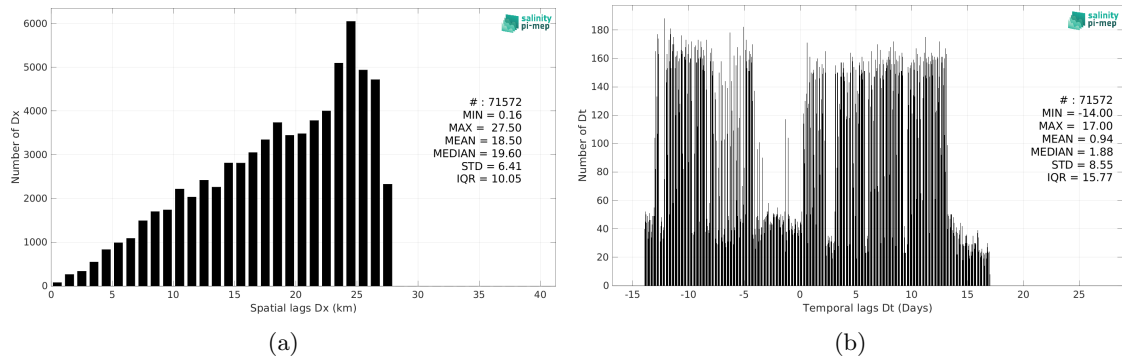 6000
5000
4000
3000
2000
1000
0
Number of Dx
salinity
pi-mep
# : 71572
MIN = 0.16
MAX = 27.50
MEAN = 18.50
MEDIAN = 19.60
STD = 6.41
IQR = 10.05
0 5 10 15 20 25 30 35 40
Spatial lags Dx (km)
(a)
180
160
140
120
100
80
60
40
20
0
Number of Dt
salinity
pi-mep
# : 71572
MIN = -14.00
MAX = 17.00
MEAN = 0.94
MEDIAN = 1.88
STD = 8.55
IQR = 15.77
-15 -10 -5 0 5 10 15 20 25
Temporal lags Dt (Days)
(b)